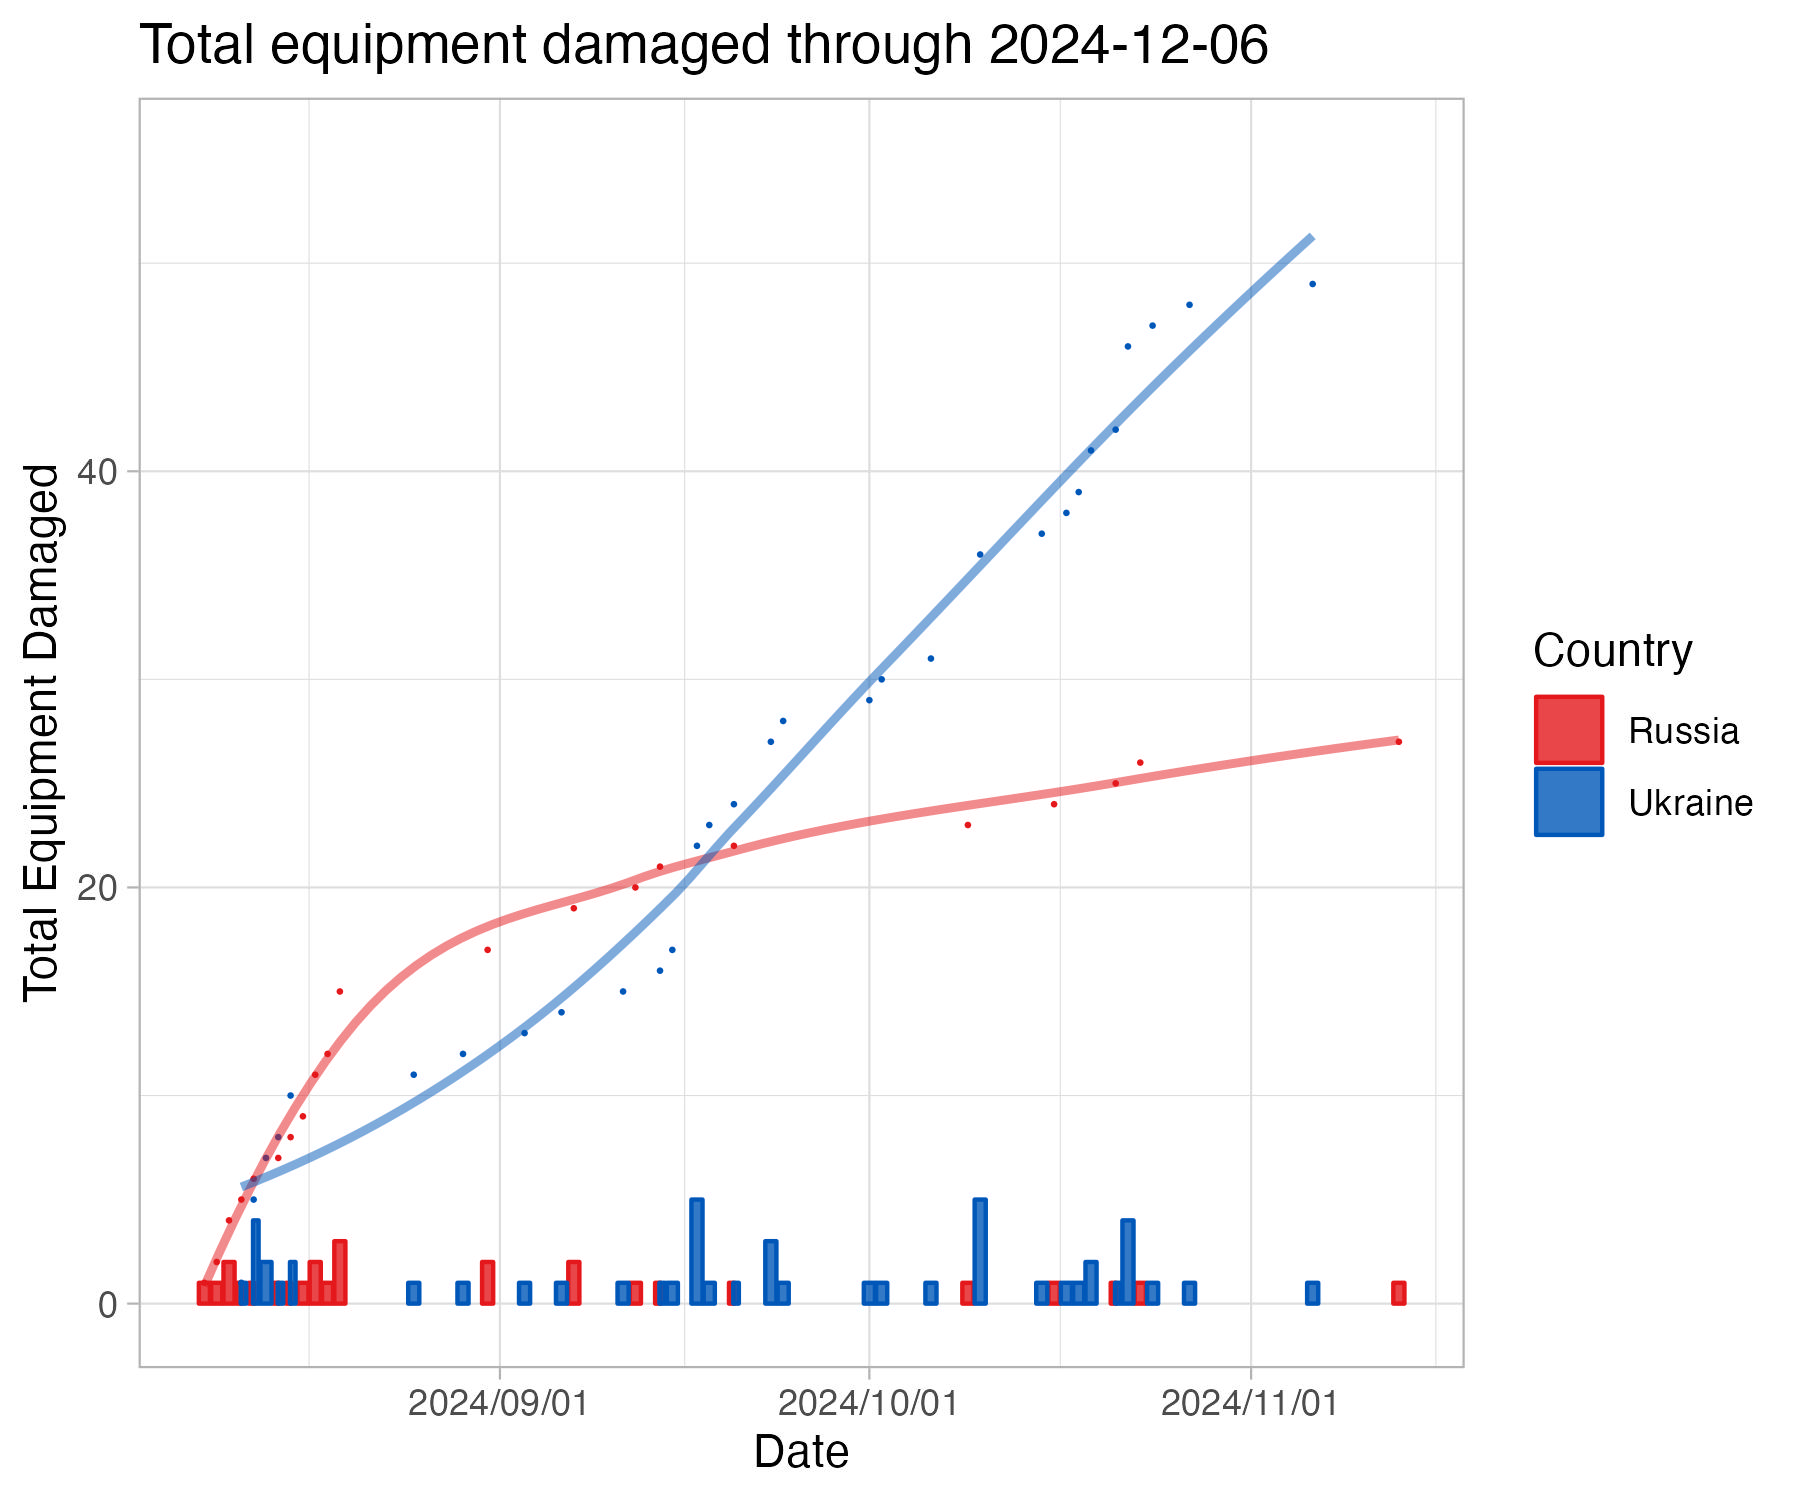 Total equipment damaged through 2024-12-06
Total Equipment Damaged
40
20
0
2024/09/01
2024/10/01
2024/11/01
Date
Country
Russia
Ukraine